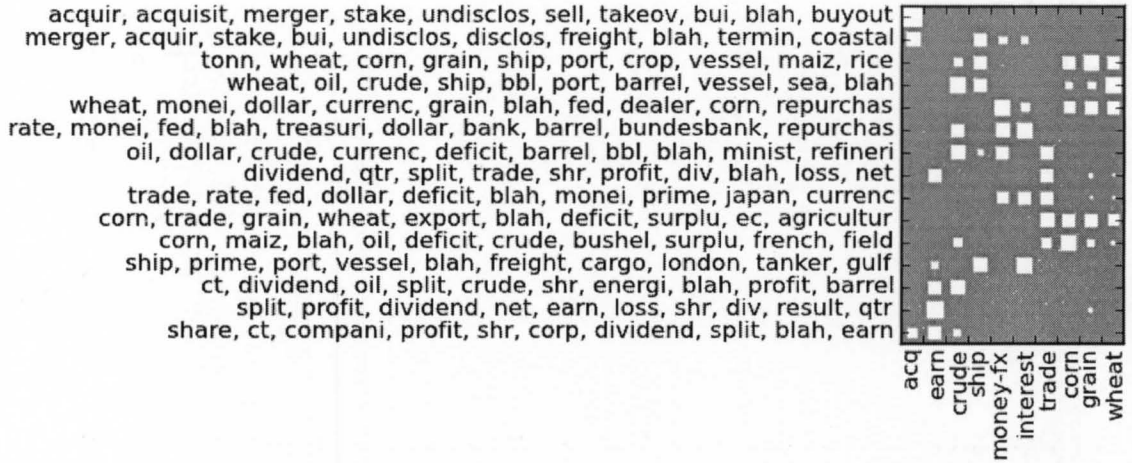 acquir, acquisit, merger, stake, undisclos, sell, takeov, bui, blah, buyout
merger, acquir, stake, bui, undisclos, disclos, freight, blah, termin, coastal
tonn, wheat, corn, grain, ship, port, crop, vessel, maiz, rice
wheat, oil, crude, ship, bbl, port, barrel, vessel, sea, blah
wheat, monei, dollar, currenc, grain, blah, fed, dealer, corn, repurchas
rate, monei, fed, blah, treasuri, dollar, bank, barrel, bundesbank, repurchas
oil, dollar, crude, currenc, deficit, barrel, bbl, blah, minist, refineri
dividend, qtr, split, trade, shr, profit, div, blah, loss, net
trade, rate, fed, dollar, deficit, blah, monei, prime, japan, currenc
corn, trade, grain, wheat, export, blah, deficit, surplu, ec, agricultur
corn, maiz, blah, oil, deficit, crude, bushel, surplu, french, field
ship, prime, port, vessel, blah, freight, cargo, london, tanker, gulf
ct, dividend, oil, split, crude, shr, energi, blah, profit, barrel
split, profit, dividend, net, earn, loss, shr, div, result, qtr
share, ct, compani, profit, shr, corp, dividend, split, blah, earn
acq
earn
crude
ship
money-fx
interest
trade
corn
grain
wheat